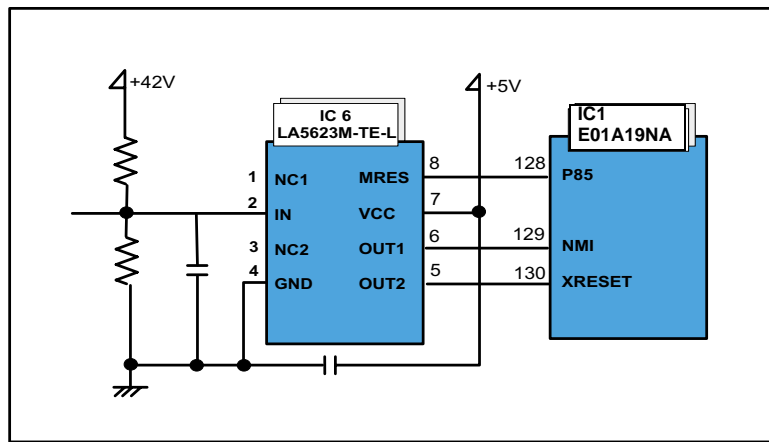 +42V
+5V
IC 6
LA5623M-TE-L
IC1
E01A19NA
1 NC1 MRES 8 128 P85
2 IN VCC 7
3 NC2 OUT1 6 129 NMI
4 GND OUT2 5 130 XRESET